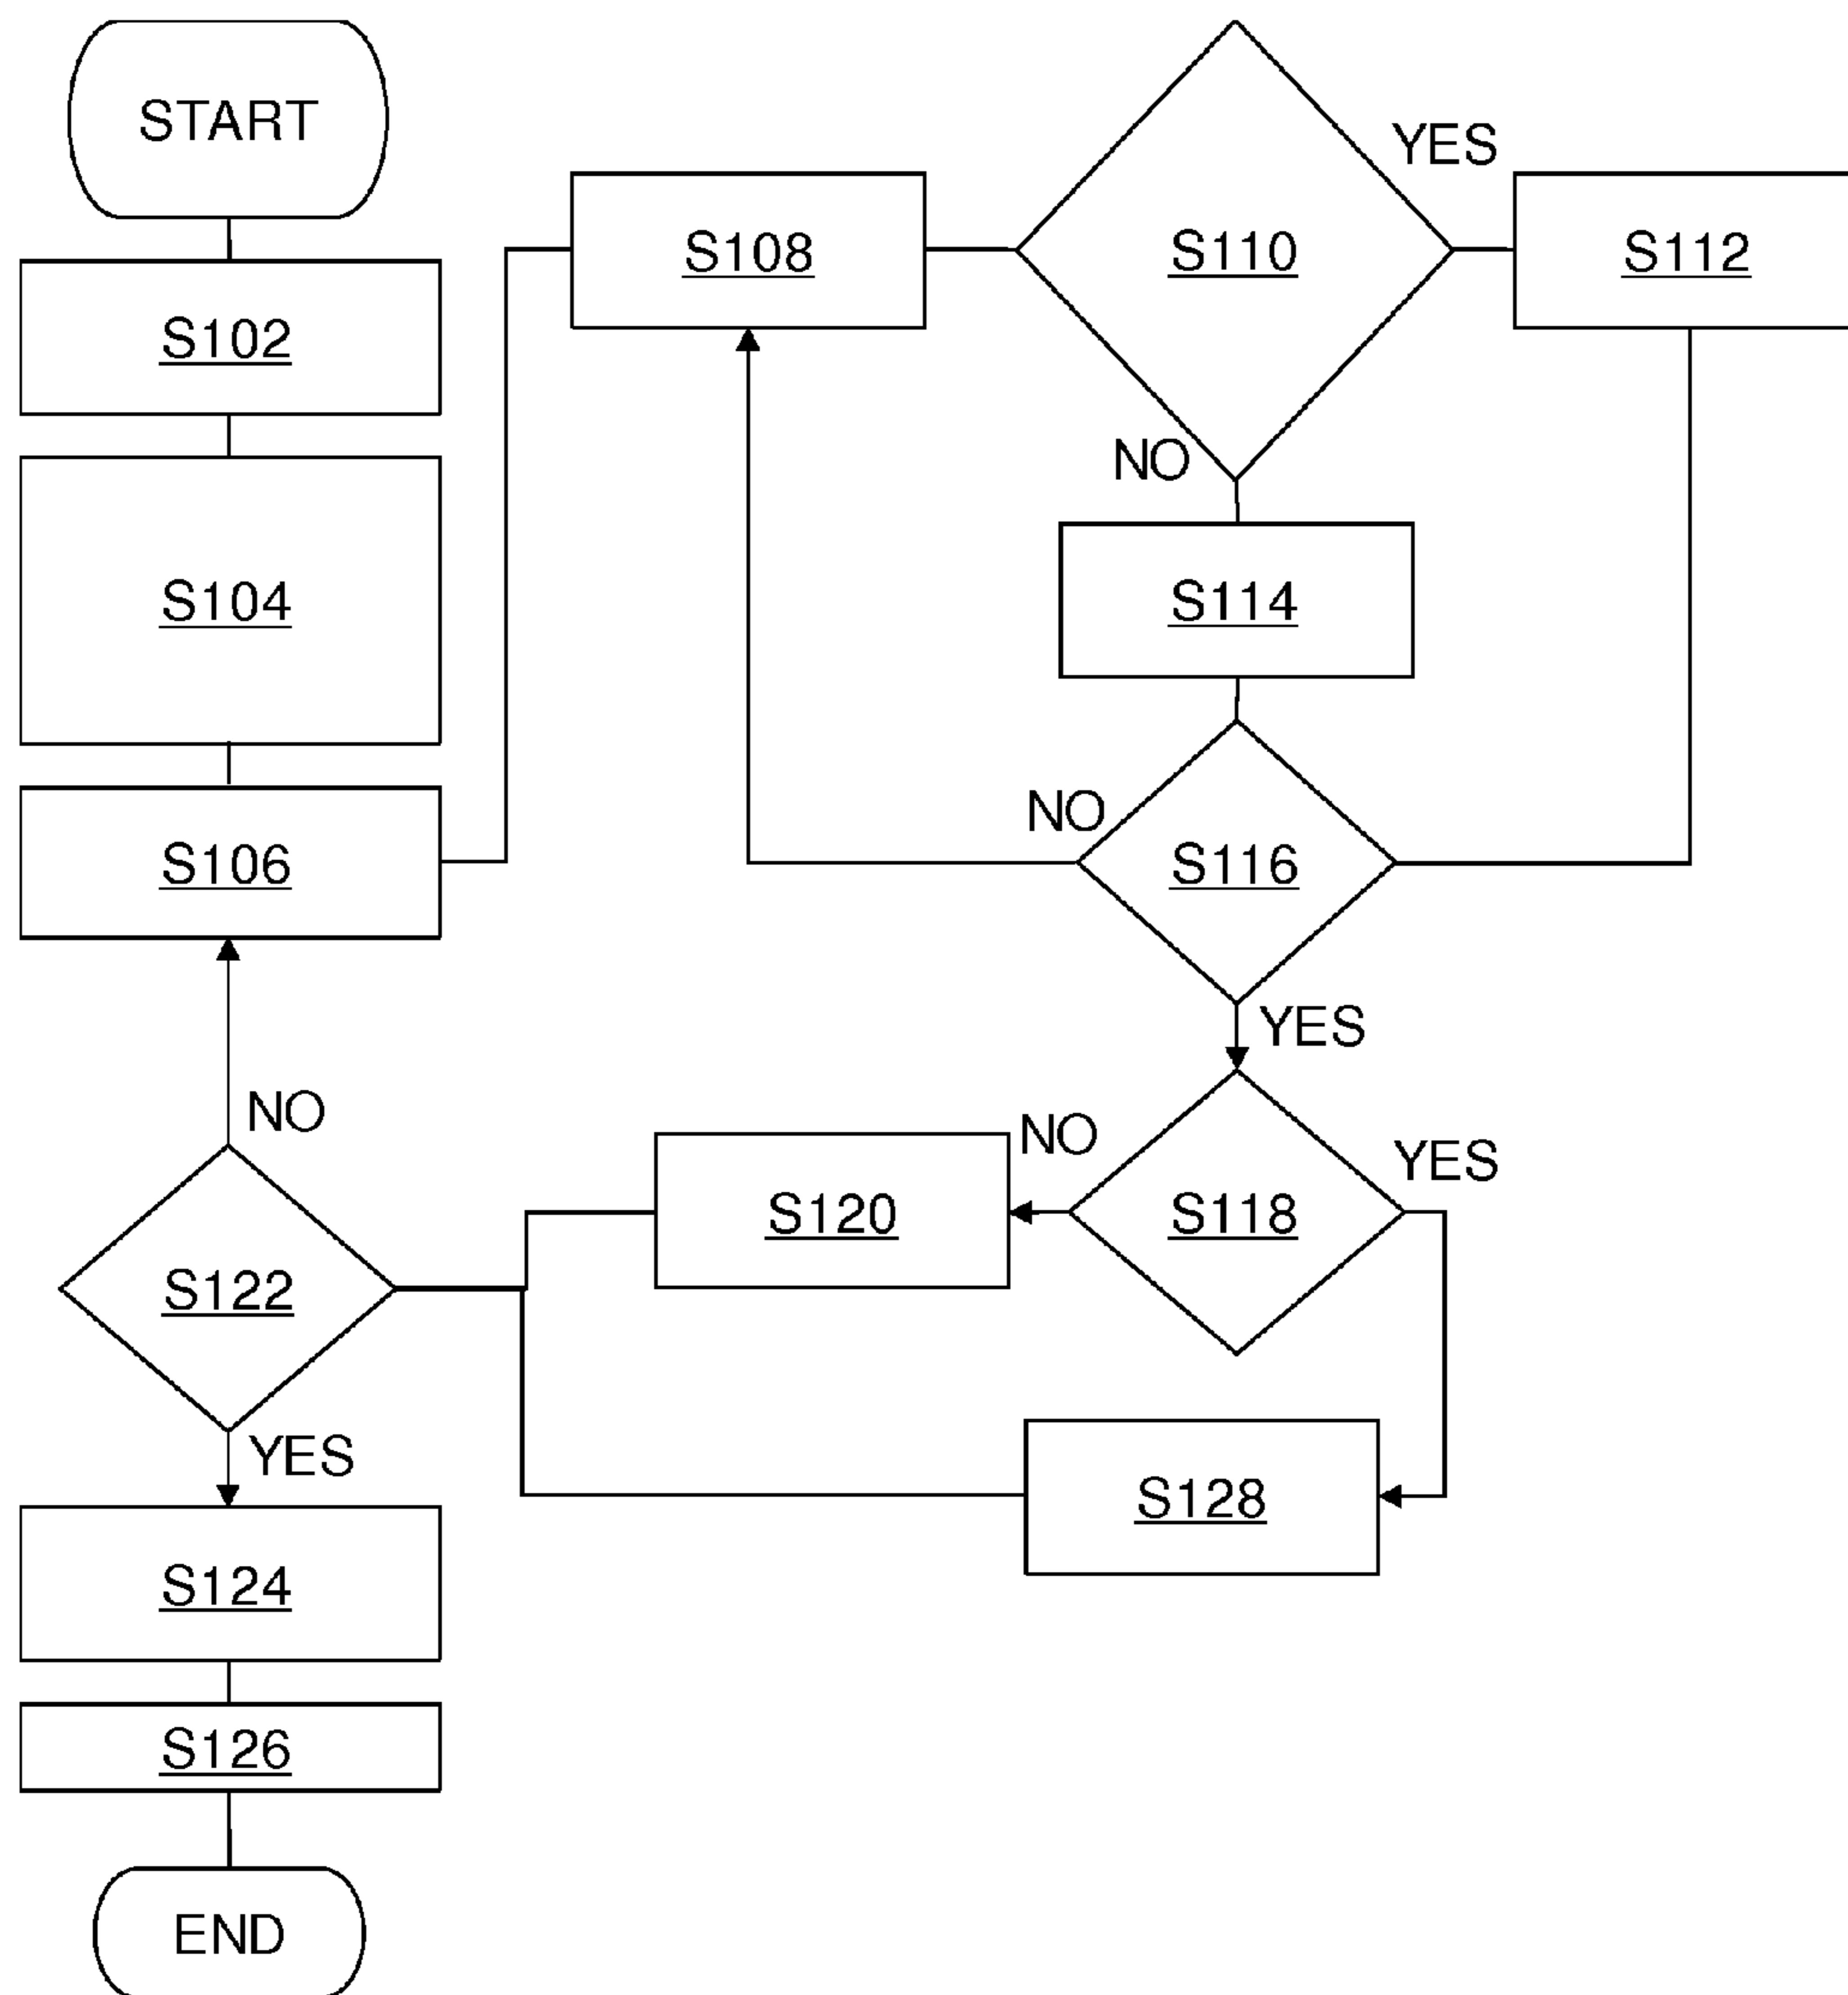 START
S102
S104
S106
S108
S110
YES
S112
NO
S114
NO
S116
YES
NO
S118
YES
S120
NO
S122
YES
S128
S124
S126
END